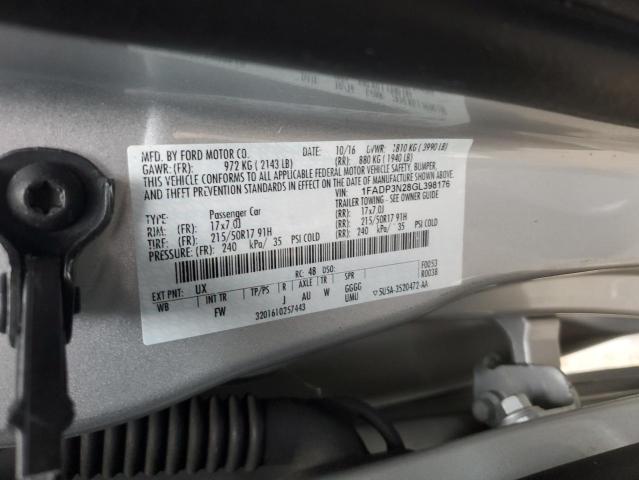 MFD. BY FORD MOTOR CO.
DATE: 10/16 GVWR: 1810 KG ( 3990 LB)
GAWR: (FR): 972 KG ( 2143 LB) (RR): 880 KG ( 1940 LB)
THIS VEHICLE CONFORMS TO ALL APPLICABLE FEDERAL MOTOR VEHICLE SAFETY, BUMPER,
AND THEFT PREVENTION STANDARDS IN EFFECT ON THE DATE OF MANUFACTURE SHOWN ABOVE.
VIN: 1FADP3N28GL398176
TYPE: Passenger Car
TRAILER TOWING - SEE OWNER GUIDE
RIM: (FR): 17x7.0J (RR): 17x7.0J
TIRE: (FR): 215/50R17 91H (RR): 215/50R17 91H
PRESSURE: (FR): 240 kPa/ 35 PSI COLD (RR): 240 kPa/ 35 PSI COLD
EXT PNT: UX RC: 48 DSO: F0053
R0038
WB INT TR TP/PS R AXLE TR SPR
FW J AU W GGGG
UMU 5U5A-3520472-AA
3201610257443